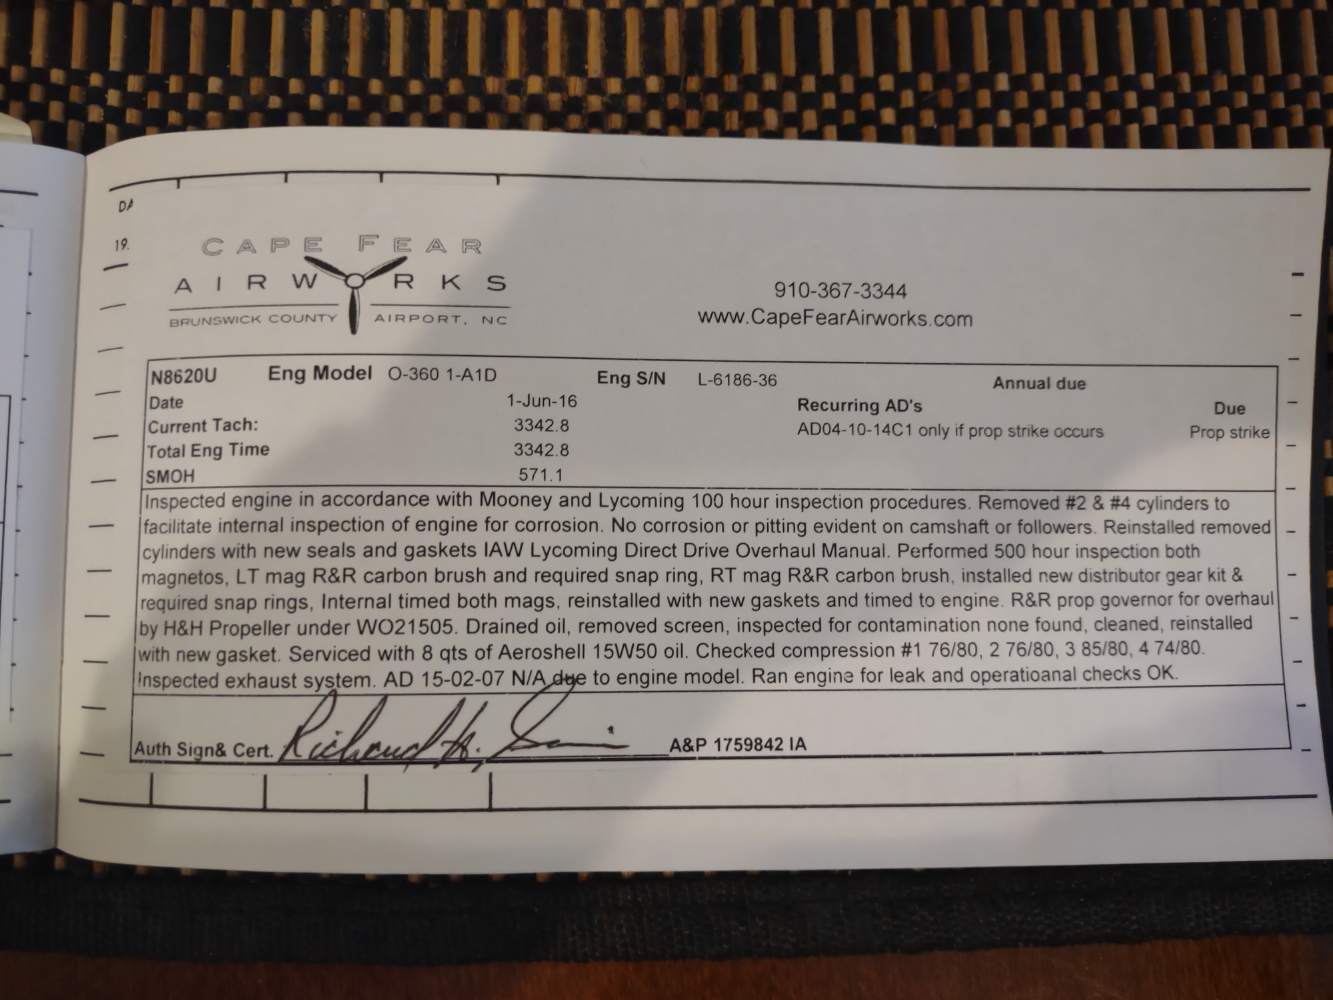 DA
19.
CAPE FEAR
AIRWORKS
BRUNSWICK COUNTY AIRPORT, NC
910-367-3344
www.CapeFearAirworks.com
N8620U Eng Model O-360 1-A1D Eng S/N L-6186-36 Annual due
Date 1-Jun-16 Recurring AD's Due
Current Tach: 3342.8 AD04-10-14C1 only if prop strike occurs Prop strike
Total Eng Time 3342.8
SMOH 571.1
Inspected engine in accordance with Mooney and Lycoming 100 hour inspection procedures. Removed #2 & #4 cylinders to
facilitate internal inspection of engine for corrosion. No corrosion or pitting evident on camshaft or followers. Reinstalled removed
cylinders with new seals and gaskets IAW Lycoming Direct Drive Overhaul Manual. Performed 500 hour inspection both
magnetos, LT mag R&R carbon brush and required snap ring, RT mag R&R carbon brush, installed new distributor gear kit &
required snap rings, Internal timed both mags, reinstalled with new gaskets and timed to engine. R&R prop governor for overhaul
by H&H Propeller under WO21505. Drained oil, removed screen, inspected for contamination none found, cleaned, reinstalled
with new gasket. Serviced with 8 qts of Aeroshell 15W50 oil. Checked compression #1 76/80, 2 76/80, 3 85/80, 4 74/80.
Inspected exhaust system. AD 15-02-07 N/A due to engine model. Ran engine for leak and operatioanal checks OK.
Auth Sign& Cert. Richard H. A&P 1759842 IA